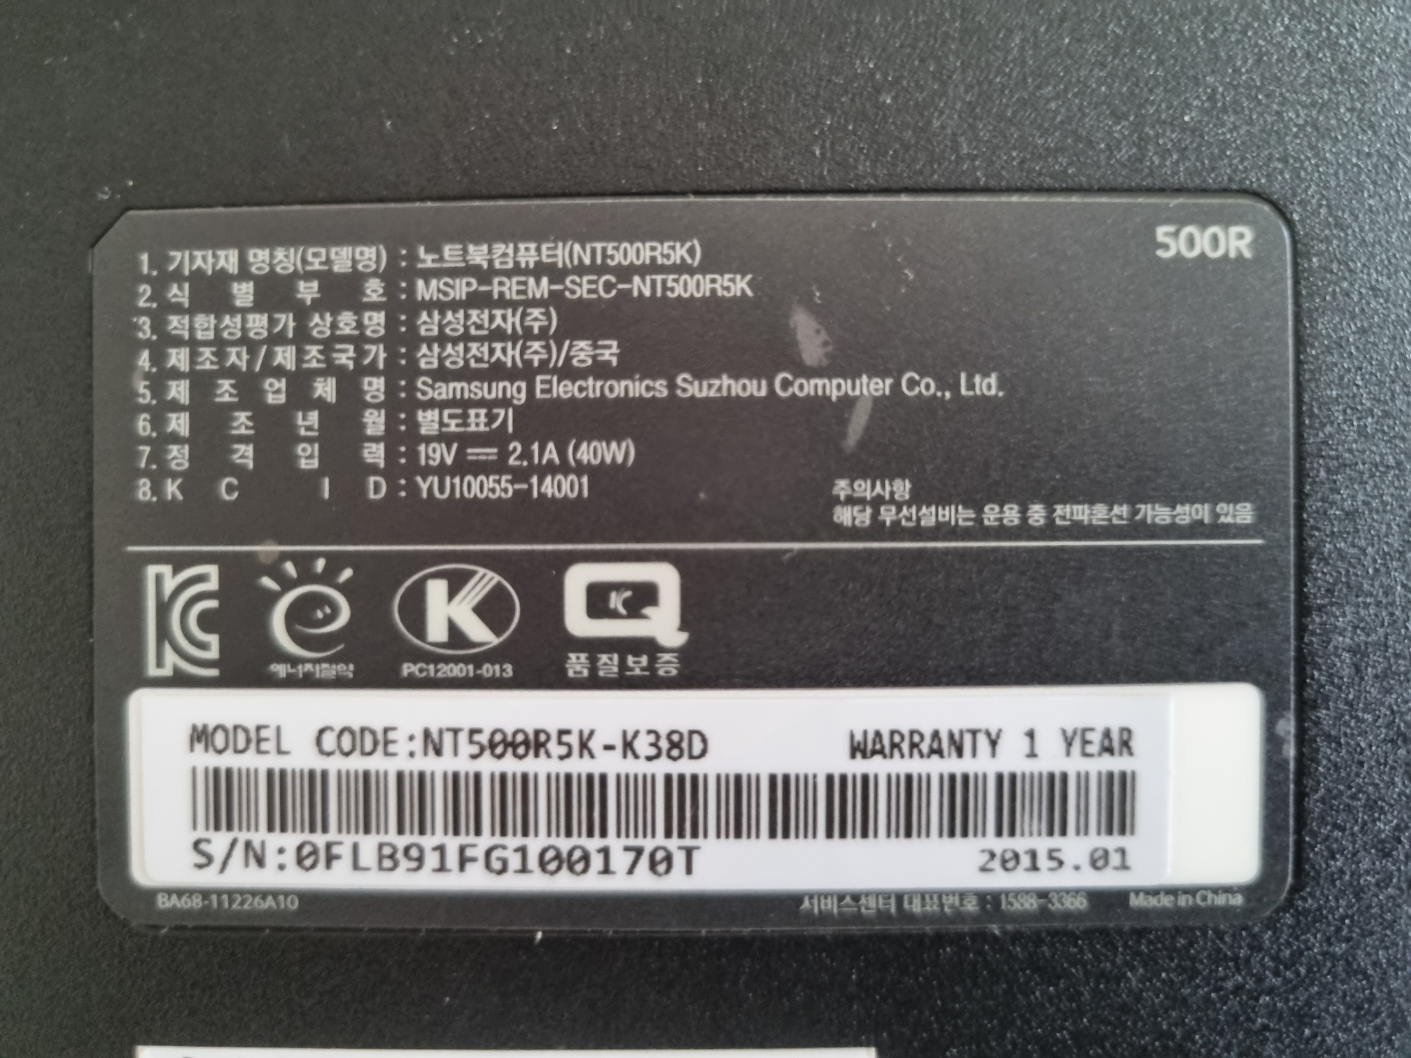 500R
1. 기자재 명칭(모델명) : 노트북컴퓨터(NT500R5K)
2. 식 별 부 호 : MSIP-REM-SEC-NT500R5K
3. 적합성평가 상호명 : 삼성전자(주)
4. 제조자/제조국가 : 삼성전자(주)/중국
5. 제 조 업 체 명 : Samsung Electronics Suzhou Computer Co., Ltd.
6. 제 조 년 월 : 별도표기
7. 정 격 입 력 : 19V ⎓ 2.1A (40W)
8. K C I D : YU10055-14001
주의사항
해당 무선설비는 운용 중 전파혼선 가능성이 있음
에너지절약
K
PC12001-013
품질보증
MODEL CODE:NT500R5K-K38D WARRANTY 1 YEAR
S/N:0FLB91FG100170T 2015.01
BA68-11226A10 서비스센터 대표번호 : 1588-3366 Made in China